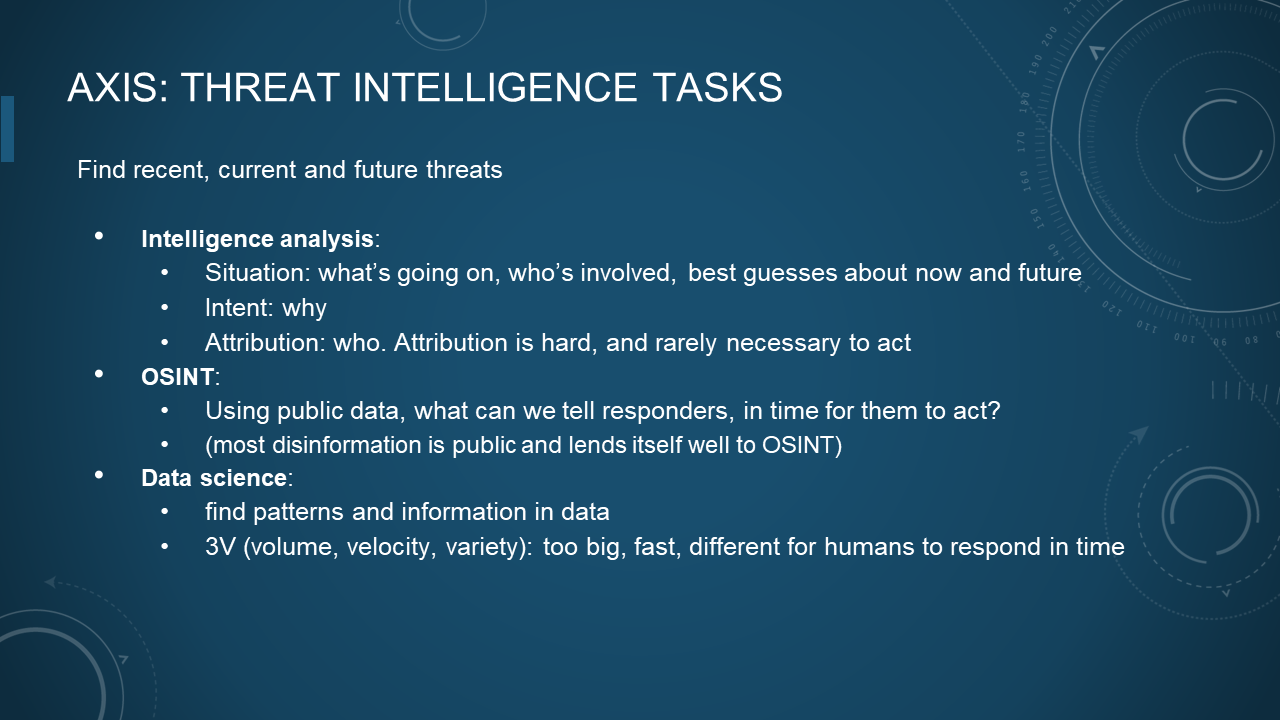 AXIS: THREAT INTELLIGENCE TASKS
Find recent, current and future threats
• Intelligence analysis:
• Situation: what’s going on, who’s involved, best guesses about now and future
• Intent: why
• Attribution: who. Attribution is hard, and rarely necessary to act
• OSINT:
• Using public data, what can we tell responders, in time for them to act?
• (most disinformation is public and lends itself well to OSINT)
• Data science:
• find patterns and information in data
• 3V (volume, velocity, variety): too big, fast, different for humans to respond in time
210
200
190
180
170
160
150
140
120
110
100
90
80